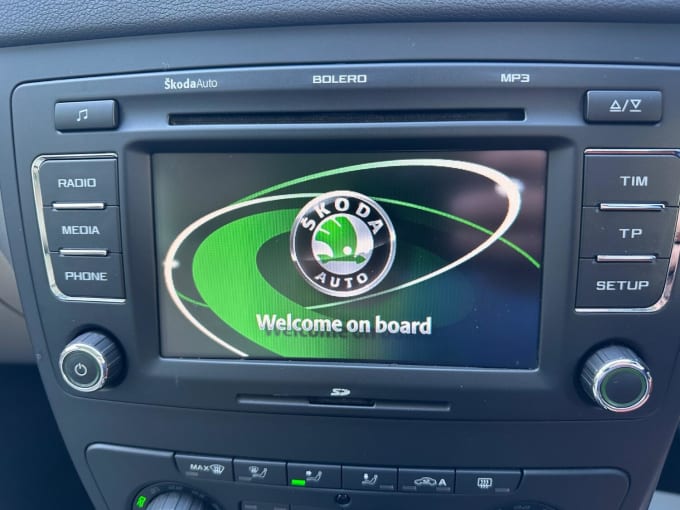 ŠkodaAuto
BOLERO
MP3
RADIO
MEDIA
PHONE
TIM
TP
SETUP
ŠKODA
AUTO
Welcome on board
SD
MAX
A